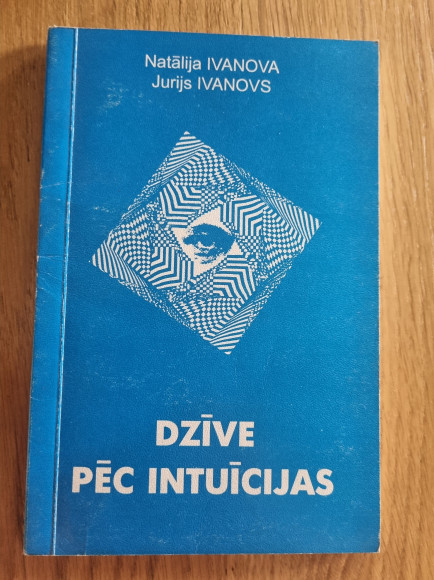 Natālija IVANOVA
Jurijs IVANOVS
DZĪVE
PĒC INTUĪCIJAS